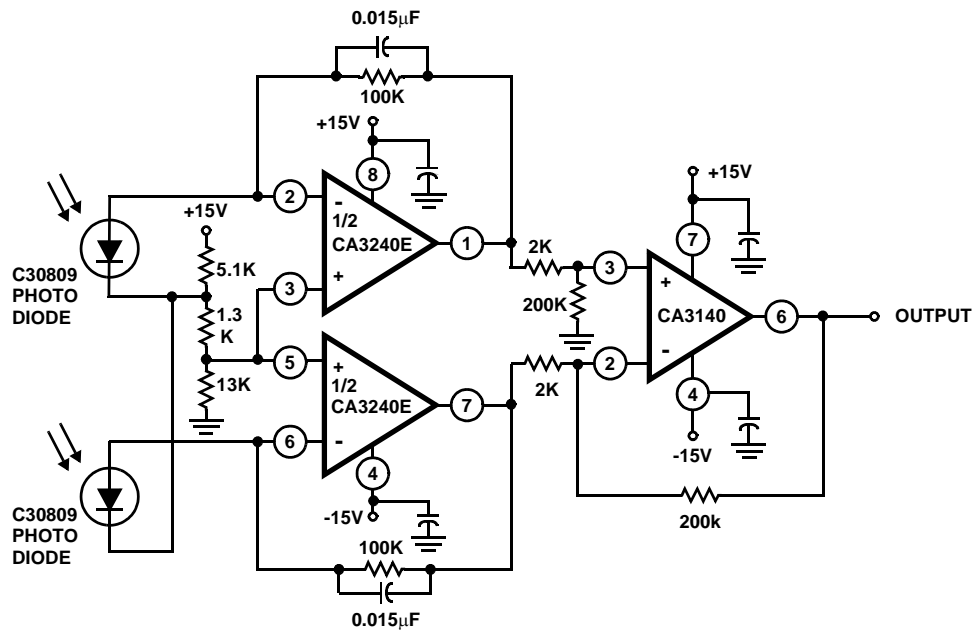 0.015μF
100K
+15V
8
2
-
1/2
CA3240E
1
+
3
+15V
5.1K
C30809
PHOTO
DIODE
1.3
K
13K
5
+
1/2
CA3240E
7
6
-
4
-15V
C30809
PHOTO
DIODE
100K
0.015μF
2K
3
200K
+15V
7
+
CA3140
6
OUTPUT
2K
2
-
4
-15V
200k